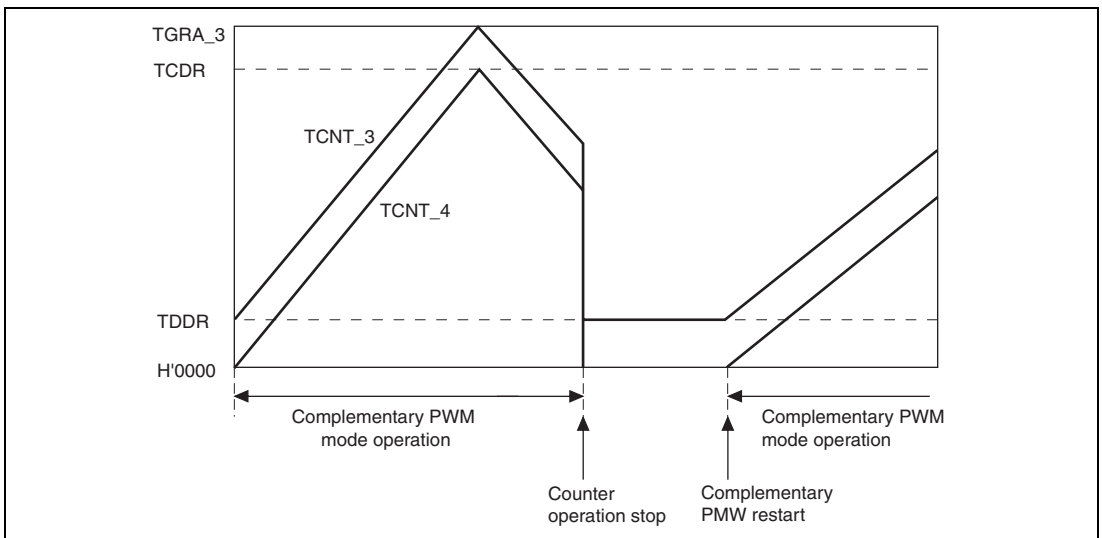 TGRA_3
TCDR
TCNT_3
TCNT_4
TDDR
H'0000
Complementary PWM
mode operation
Complementary PWM
mode operation
Counter
operation stop
Complementary
PMW restart